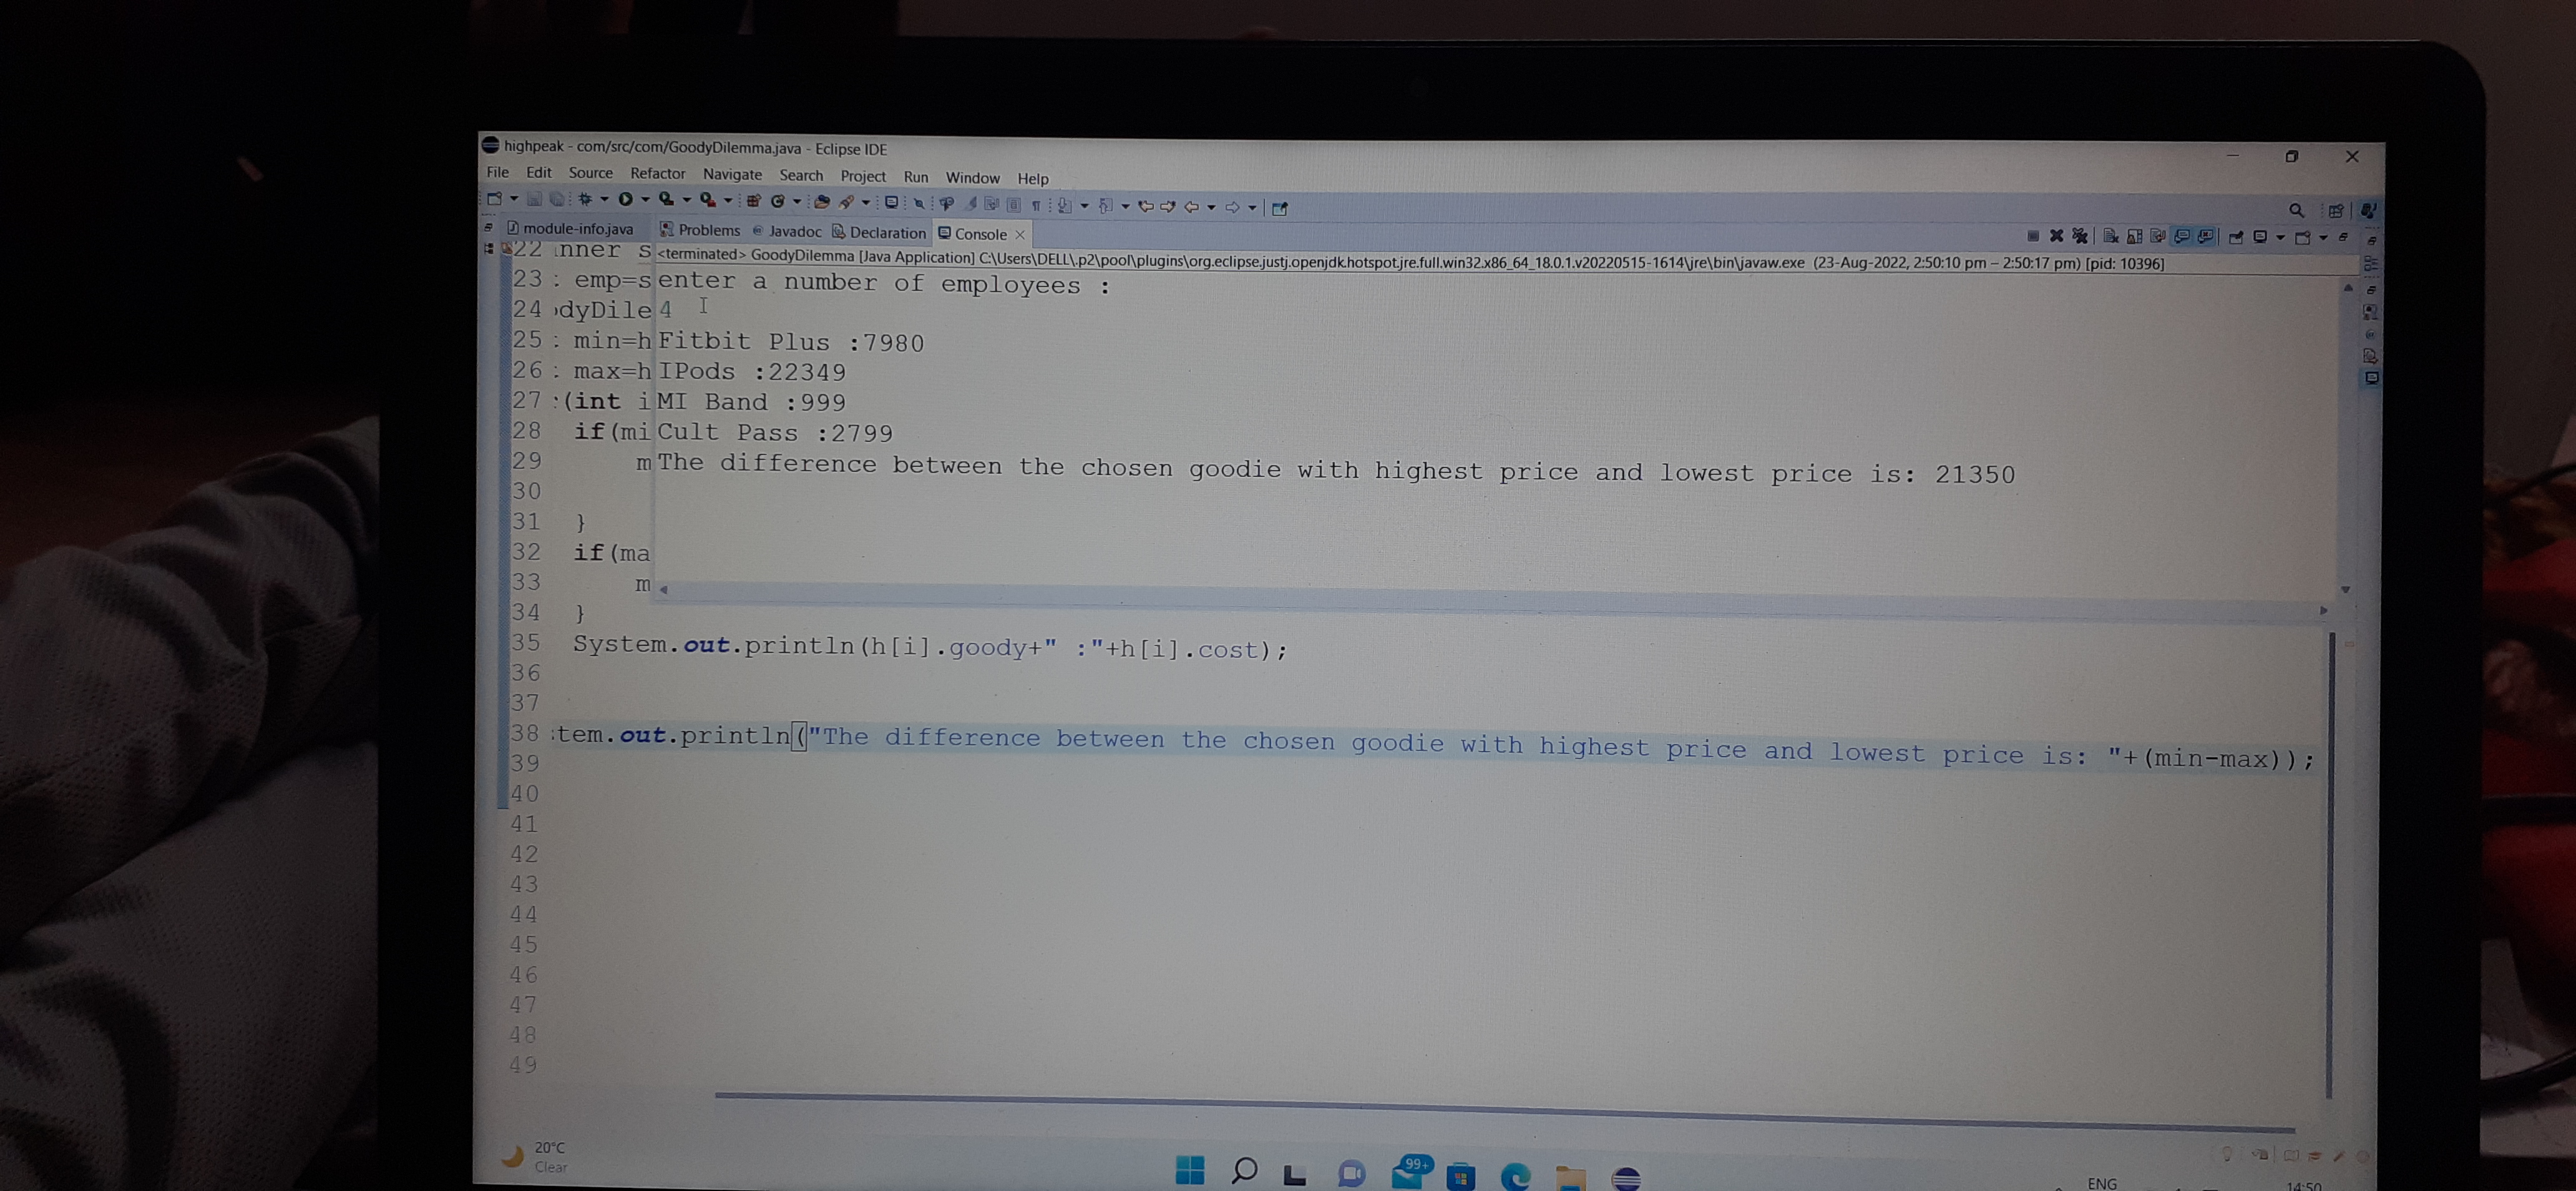 highpeak - com/src/com/GoodyDilemma.java - Eclipse IDE
File Edit Source Refactor Navigate Search Project Run Window Help
module-info.java Problems Javadoc Declaration Console
<terminated> GoodyDilemma [Java Application] C:\Users\DELL\.p2\pool\plugins\org.eclipse.justj.openjdk.hotspot.jre.full.win32.x86_64_18.0.1.v20220515-1614\jre\bin\javaw.exe (23-Aug-2022, 2:50:10 pm – 2:50:17 pm) [pid: 10396]
enter a number of employees :
4
Fitbit Plus :7980
IPods :22349
MI Band :999
Cult Pass :2799
The difference between the chosen goodie with highest price and lowest price is: 21350
22 nner s
23 : emp=s
24 dyDile
25 : min=h
26 : max=h
27 :(int i
28 if(mi
29 m
30
31 }
32 if(ma
33 m
34 }
35 System.out.println(h[i].goody+" :"+h[i].cost);
36
37
38 tem.out.println("The difference between the chosen goodie with highest price and lowest price is: "+(min-max));
39
40
41
42
43
44
45
46
47
48
49
20°C
Clear
99+
ENG
14:50